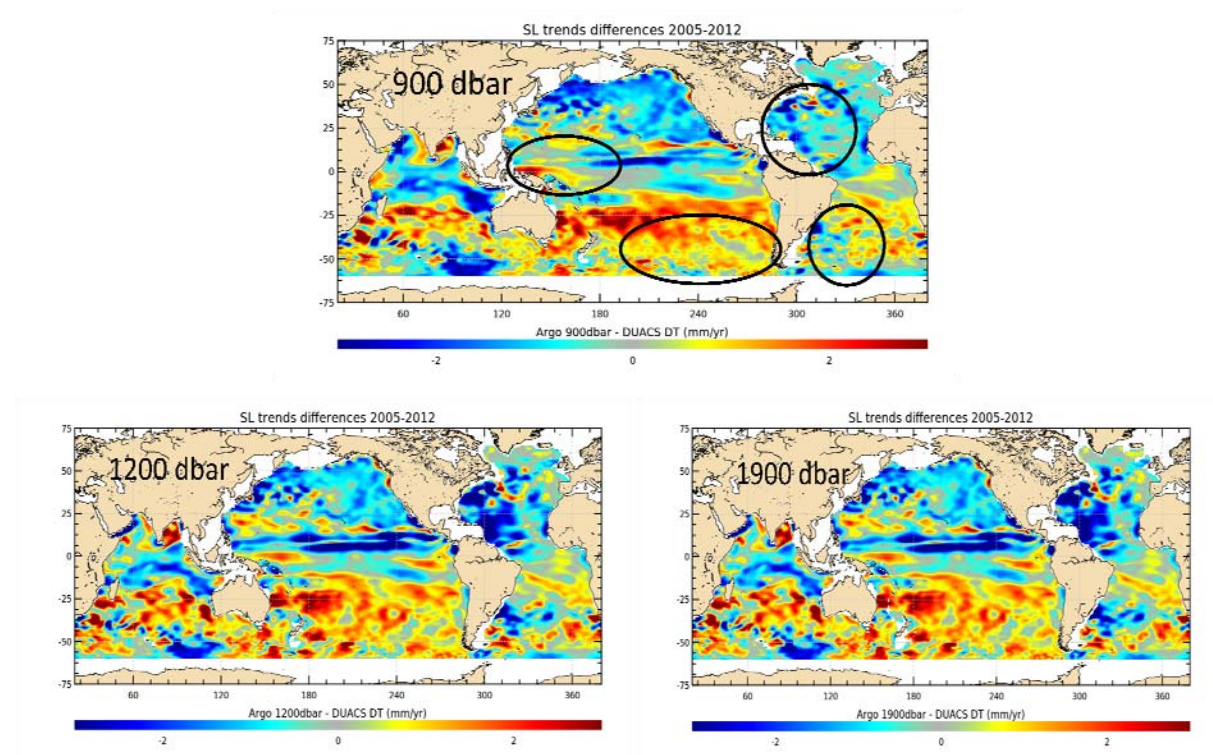 SL trends differences 2005-2012
900 dbar
75
50
25
0
-25
-50
-75
60 120 180 240 300 360
Argo 900dbar - DUACS DT (mm/yr)
-2 0 2
SL trends differences 2005-2012
1200 dbar
75
50
25
0
-25
-50
-75
60 120 180 240 300 360
Argo 1200dbar - DUACS DT (mm/yr)
-2 0 2
SL trends differences 2005-2012
1900 dbar
75
50
25
0
-25
-50
-75
60 120 180 240 300 360
Argo 1900dbar - DUACS DT (mm/yr)
-2 0 2